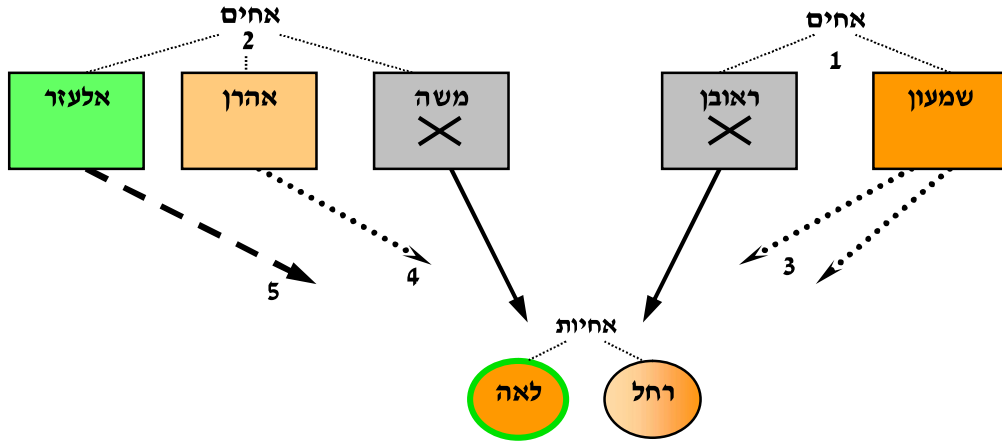 אחים
1
שמעון
ראובן
אחים
2
משה
אהרן
אלעזר
3
4
5
אחיות
רחל
לאה